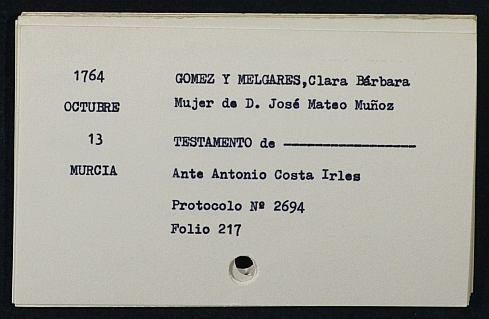 1764
GOMEZ Y MELGARES,Clara Bárbara
OCTUBRE
Mujer de D. José Mateo Muñoz
13
TESTAMENTO de ─────────────
MURCIA
Ante Antonio Costa Irles
Protocolo Nº 2694
Folio 217